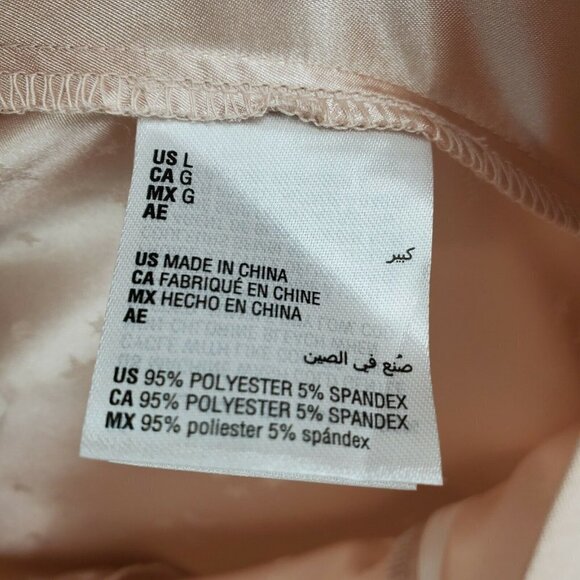 US L
CA G
MX G
AE
كبير
US MADE IN CHINA
CA FABRIQUÉ EN CHINE
MX HECHO EN CHINA
AE
صُنع في الصين
US 95% POLYESTER 5% SPANDEX
CA 95% POLYESTER 5% SPANDEX
MX 95% poliester 5% spándex